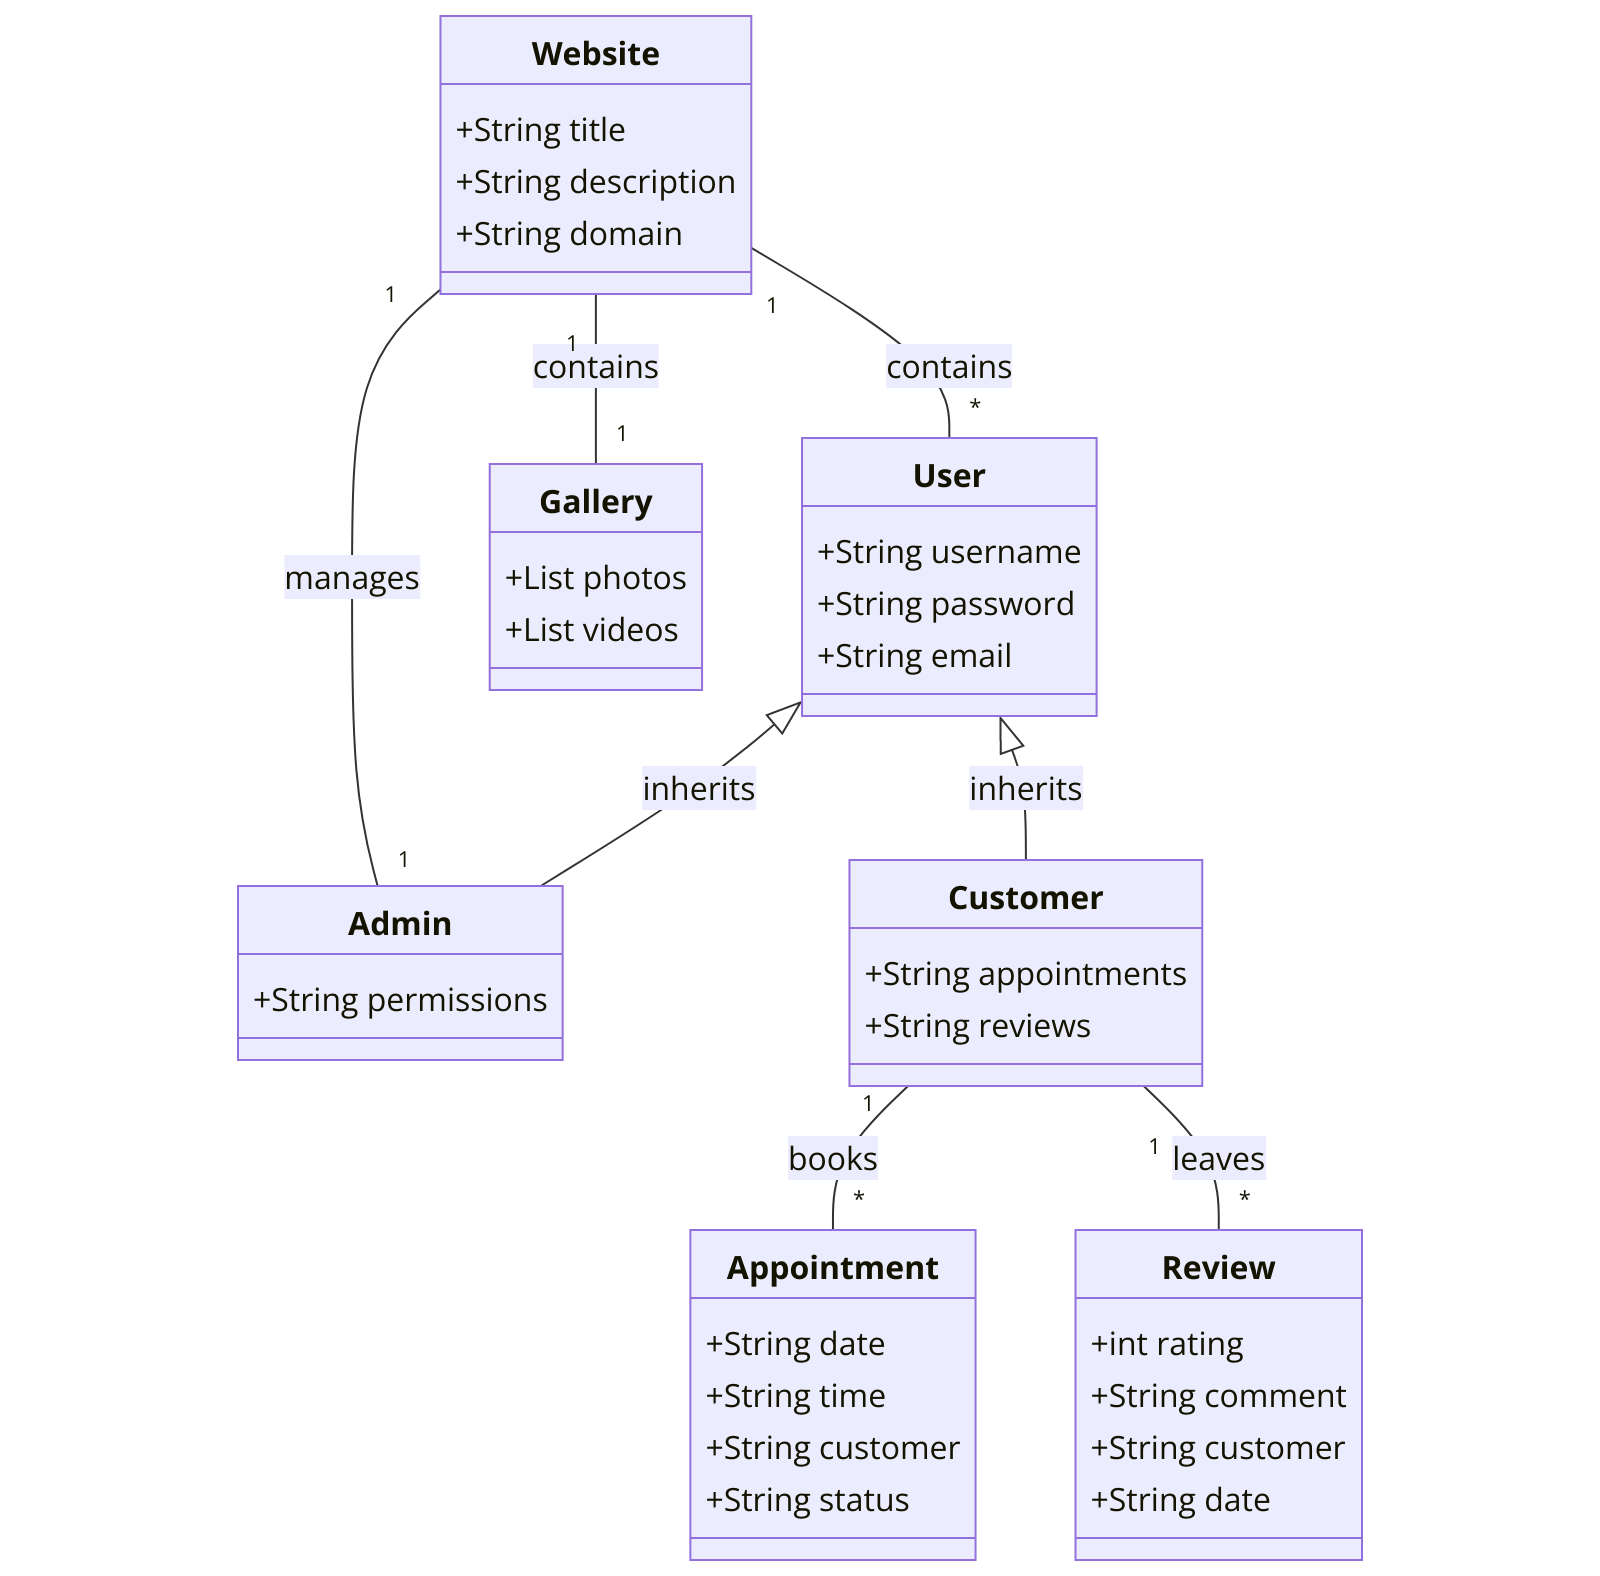 Website
+String title
+String description
+String domain
1
1
1
contains
contains
*
1
Gallery
+List photos
+List videos
User
+String username
+String password
+String email
manages
inherits
inherits
1
Admin
+String permissions
Customer
+String appointments
+String reviews
1
1
books
leaves
*
*
Appointment
+String date
+String time
+String customer
+String status
Review
+int rating
+String comment
+String customer
+String date